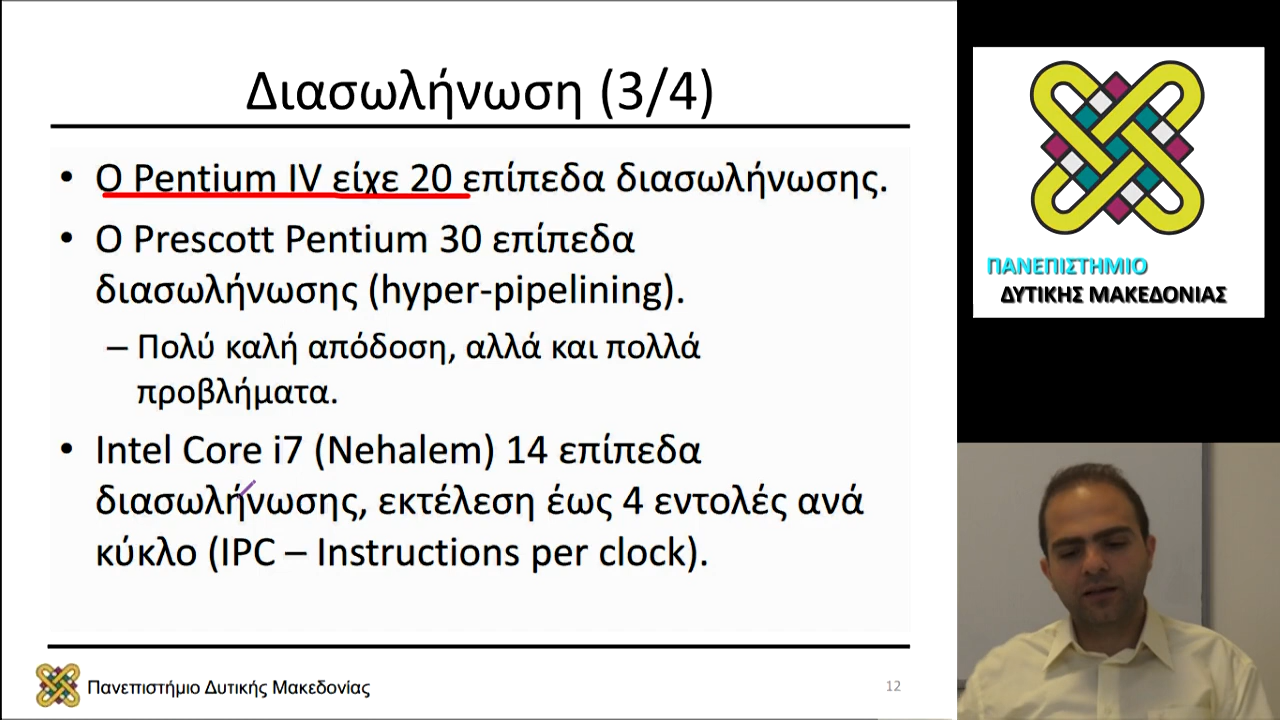 Διασωλήνωση (3/4)
• Ο Pentium IV είχε 20 επίπεδα διασωλήνωσης.
• Ο Prescott Pentium 30 επίπεδα
διασωλήνωσης (hyper-pipelining).
– Πολύ καλή απόδοση, αλλά και πολλά
προβλήματα.
• Intel Core i7 (Nehalem) 14 επίπεδα
διασωλήνωσης, εκτέλεση έως 4 εντολές ανά
κύκλο (IPC – Instructions per clock).
Πανεπιστήμιο Δυτικής Μακεδονίας
12
ΠΑΝΕΠΙΣΤΗΜΙΟ
ΔΥΤΙΚΗΣ ΜΑΚΕΔΟΝΙΑΣ